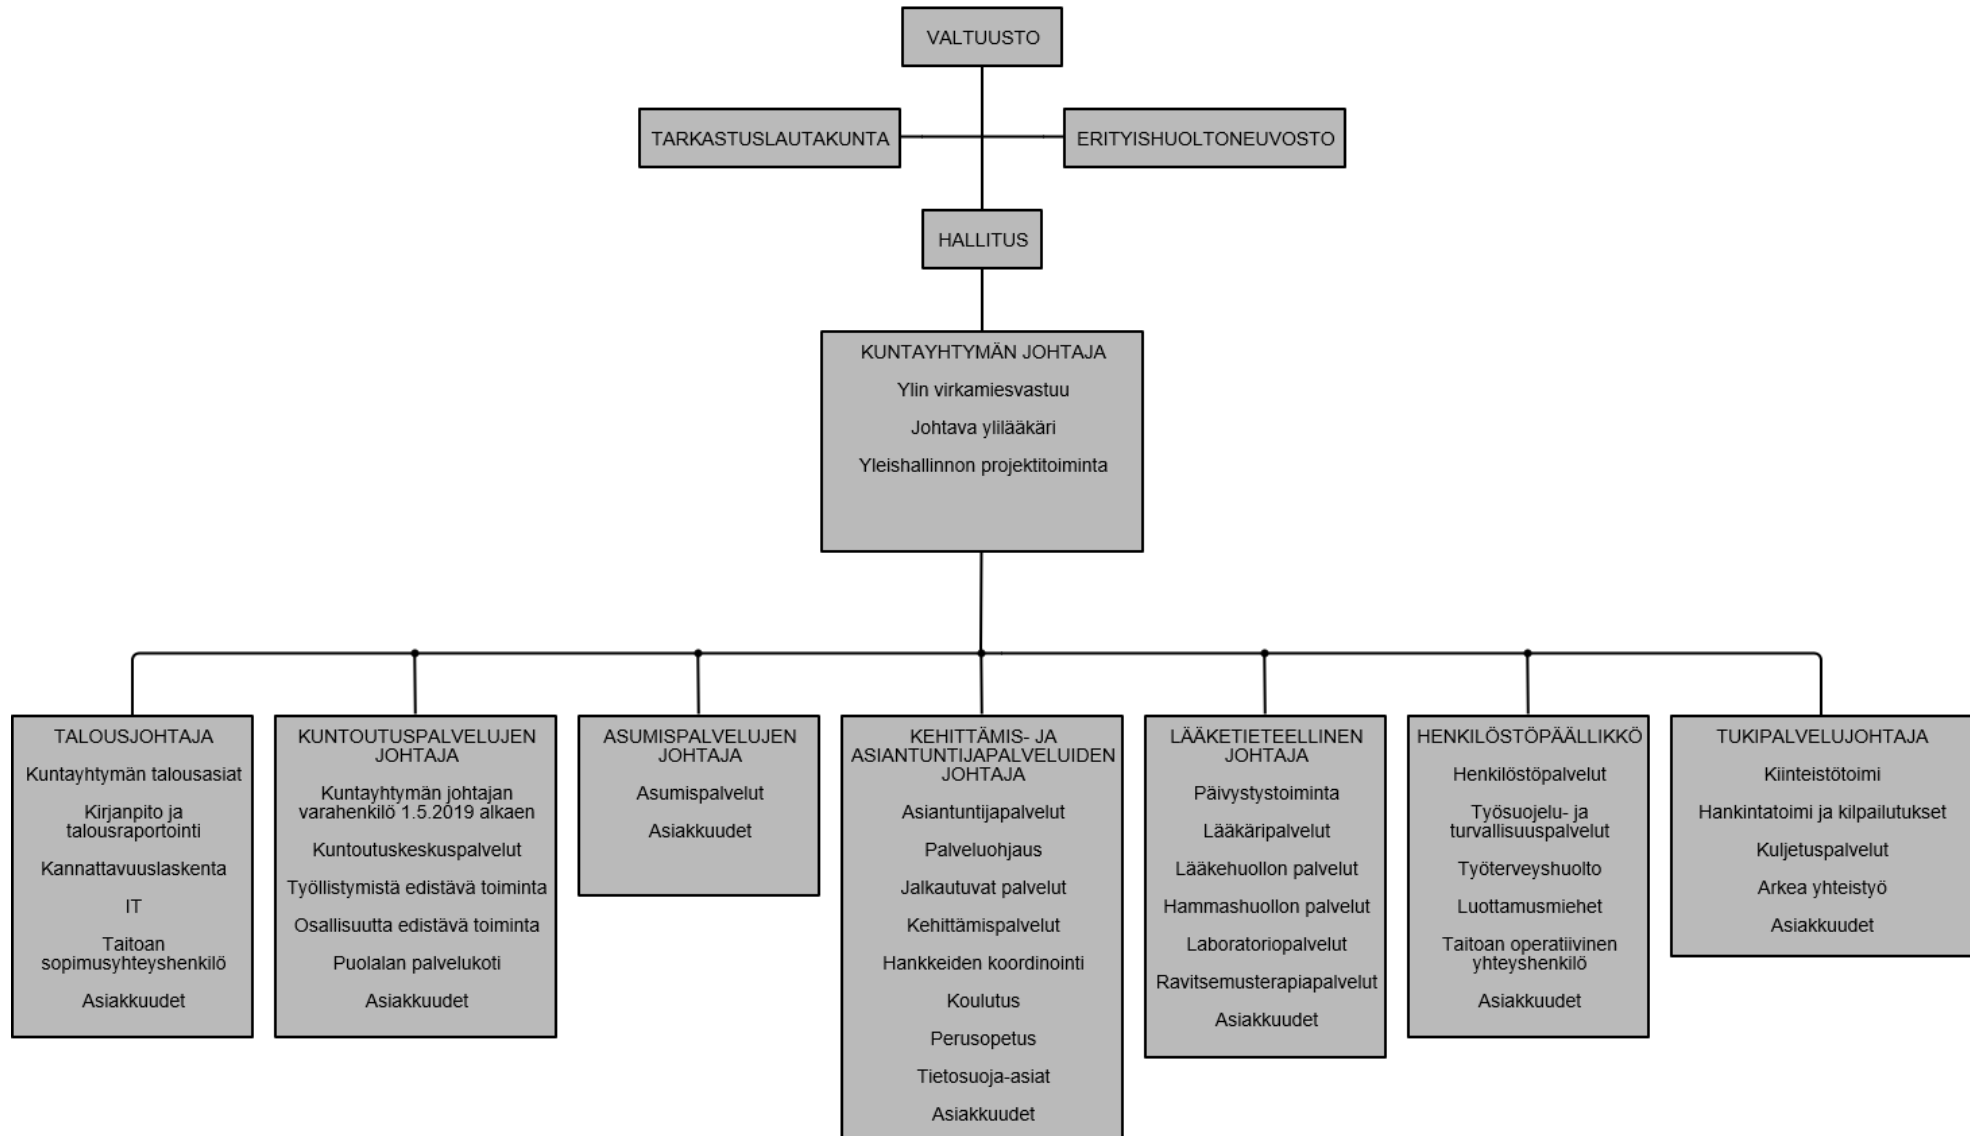 VALTUUSTO
TARKASTUSLAUTAKUNTA
ERITYISHUOLTONEUVOSTO
HALLITUS
KUNTAYHTYMÄN JOHTAJA
Ylin virkamiesvastuu
Johtava ylilääkäri
Yleishallinnon projektitoiminta
TALOUSJOHTAJA
Kuntayhtymän talousasiat
Kirjanpito ja
talousraportointi
Kannattavuuslaskenta
IT
Taitoan
sopimusyhteyshenkilö
Asiakkuudet
KUNTOUTUSPALVELUJEN
JOHTAJA
Kuntayhtymän johtajan
varahenkilö 1.5.2019 alkaen
Kuntoutuskeskuspalvelut
Työllistymistä edistävä toiminta
Osallisuutta edistävä toiminta
Puolalan palvelukoti
Asiakkuudet
ASUMISPALVELUJEN
JOHTAJA
Asumispalvelut
Asiakkuudet
KEHITTÄMIS- JA
ASIANTUNTIJAPALVELUIDEN
JOHTAJA
Asiantuntijapalvelut
Palveluohjaus
Jalkautuvat palvelut
Kehittämispalvelut
Hankkeiden koordinointi
Koulutus
Perusopetus
Tietosuoja-asiat
Asiakkuudet
LÄÄKETIETEELLINEN
JOHTAJA
Päivystystoiminta
Lääkäripalvelut
Lääkehuollon palvelut
Hammashuollon palvelut
Laboratoriopalvelut
Ravitsemusterapiapalvelut
Asiakkuudet
HENKILÖSTÖPÄÄLLIKKÖ
Henkilöstöpalvelut
Työsuojelu- ja
turvallisuuspalvelut
Työterveyshuolto
Luottamusmiehet
Taitoan operatiivinen
yhteyshenkilö
Asiakkuudet
TUKIPALVELUJOHTAJA
Kiinteistötoimi
Hankintatoimi ja kilpailutukset
Kuljetuspalvelut
Arkea yhteistyö
Asiakkuudet